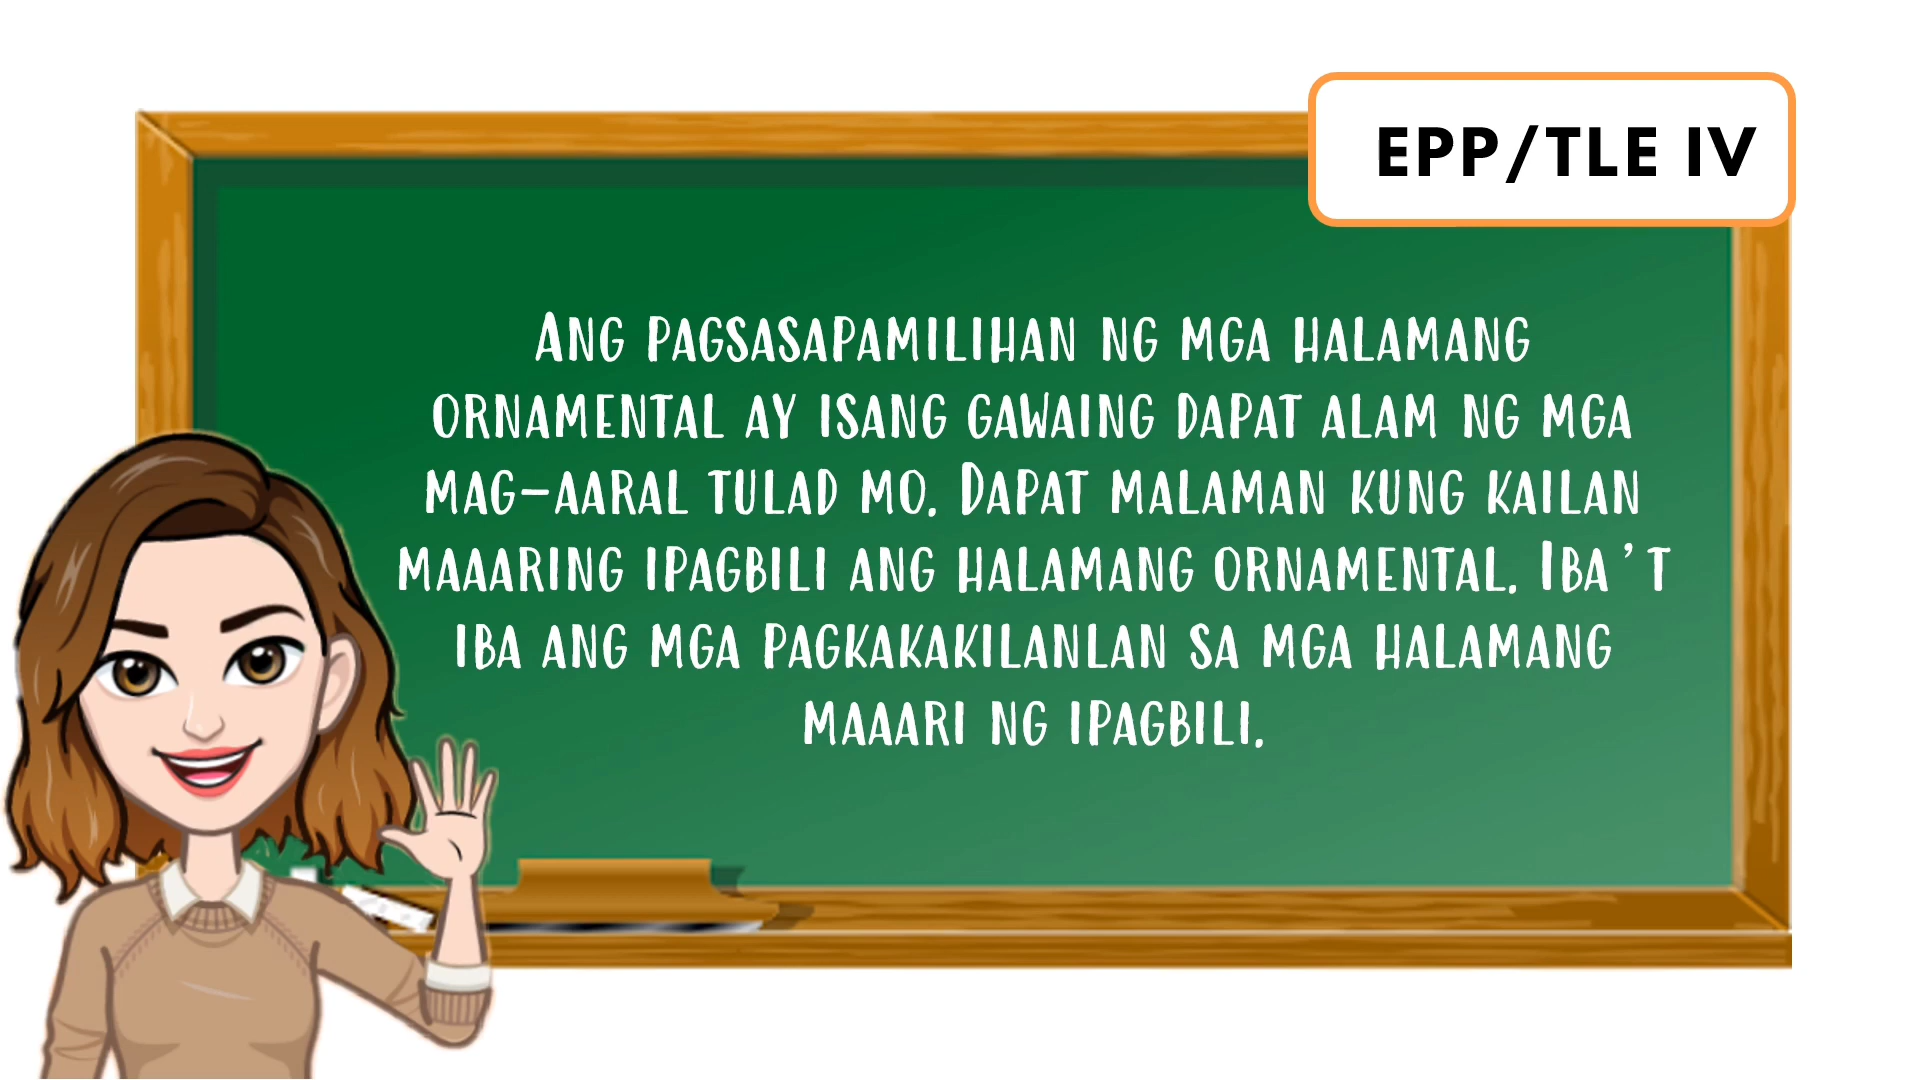 EPP/TLE IV
Ang pagsasapamilihan ng mga halamang
ornamental ay isang gawaing dapat alam ng mga
mag-aaral tulad mo. Dapat malaman kung kailan
maaaring ipagbili ang halamang ornamental. Iba't
iba ang mga pagkakakilanlan sa mga halamang
maaari ng ipagbili.